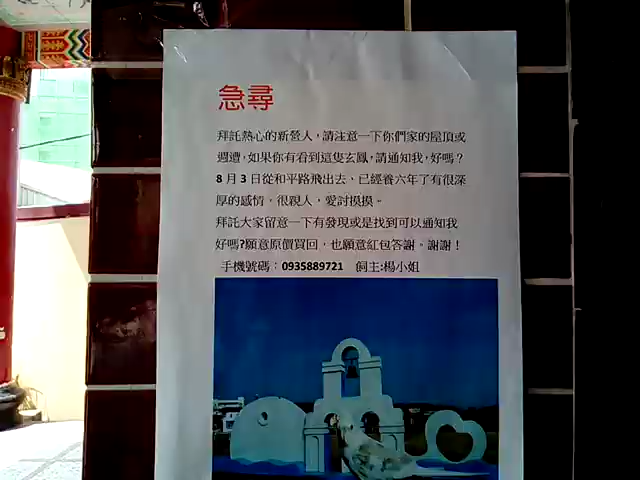 急尋
拜託熱心的新營人，請注意一下你們家的屋頂或
週遭，如果你有看到這隻玄鳳，請通知我，好嗎？
8 月 3 日從和平路飛出去，已經養六年了有很深
厚的感情，很親人，愛討摸摸。
拜託大家留意一下有發現或是找到可以通知我
好嗎?願意原價買回，也願意紅包答謝。謝謝！
手機號碼：0935889721 飼主:楊小姐